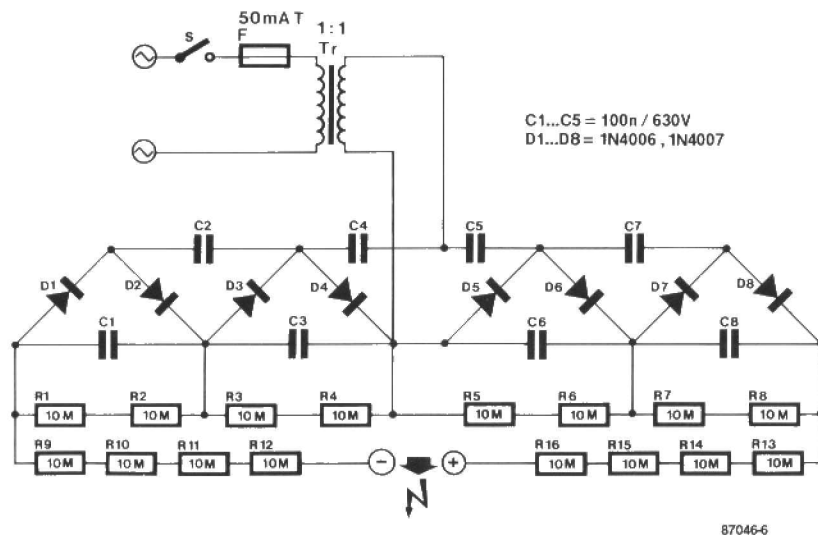 50mA T
1:1
S
F
Tr
C1...C5 = 100n / 630V
D1...D8 = 1N4006 , 1N4007
C2
C4
C5
C7
D1
D2
D3
D4
D5
D6
D7
D8
C1
C3
C6
C8
R1
R2
R3
R4
R5
R6
R7
R8
10M
10M
10M
10M
10M
10M
10M
10M
R9
R10
R11
R12
R16
R15
R14
R13
10M
10M
10M
10M
−
+
10M
10M
10M
10M
87046-6